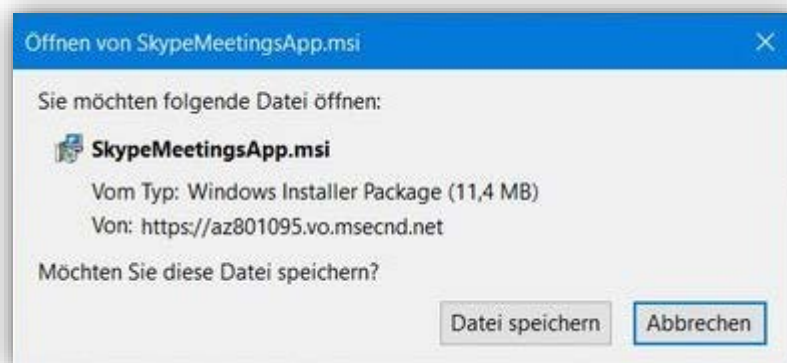 Öffnen von SkypeMeetingsApp.msi
Sie möchten folgende Datei öffnen:
SkypeMeetingsApp.msi
Vom Typ: Windows Installer Package (11,4 MB)
Von: https://az801095.vo.msecnd.net
Möchten Sie diese Datei speichern?
Datei speichern Abbrechen